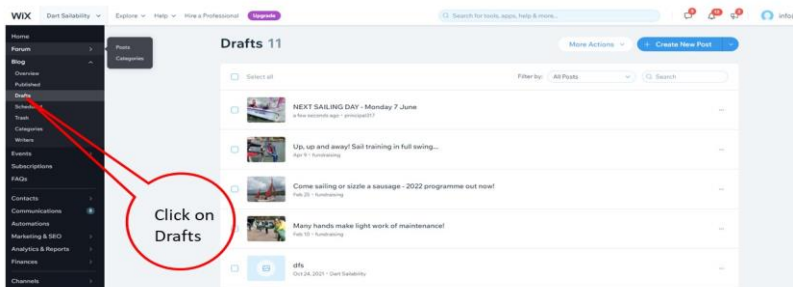 WIX Dart Sailability Explore Help Hire a Professional Upgrade Search for tools, apps, help & more...
Home
Forum
Posts
Categories
Blog
Overview
Published
Drafts
Scheduled
Trash
Categories
Writers
Events
Subscriptions
FAQs
Contacts
Communications
Automations
Marketing & SEO
Analytics & Reports
Finances
Channels
Click on
Drafts
Drafts 11 More Actions + Create New Post
Select all Filter by: All Posts Search
NEXT SAILING DAY - Monday 7 June
a few seconds ago - principal317
Up, up and away! Sail training in full swing...
Apr 9 - fundraising
Come sailing or sizzle a sausage - 2022 programme out now!
Feb 25 - fundraising
Many hands make light work of maintenance!
Feb 10 - fundraising
dfs
Oct 24, 2021 - Dart Sailability